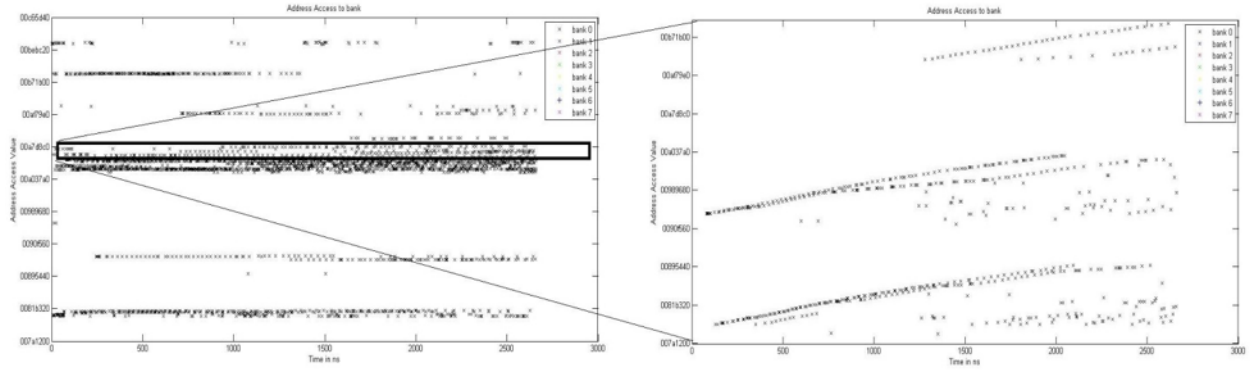 Address Access to bank
00c65d40
00bebc20
00b71b00
00af79e0
00a7d8c0
00a037a0
00989680
0090f560
00895440
0081b320
007a1200
0
500
1000
1500
2000
2500
3000
Time in ns
Address Access Value
bank 0
bank 1
bank 2
bank 3
bank 4
bank 5
bank 6
bank 7
Address Access to bank
00b71b00
00af79e0
00a7d8c0
00a037a0
00989680
0090f560
00895440
0081b320
007a1200
0
500
1000
1500
2000
2500
3000
Time in ns
Address Access Value
bank 0
bank 1
bank 2
bank 3
bank 4
bank 5
bank 6
bank 7